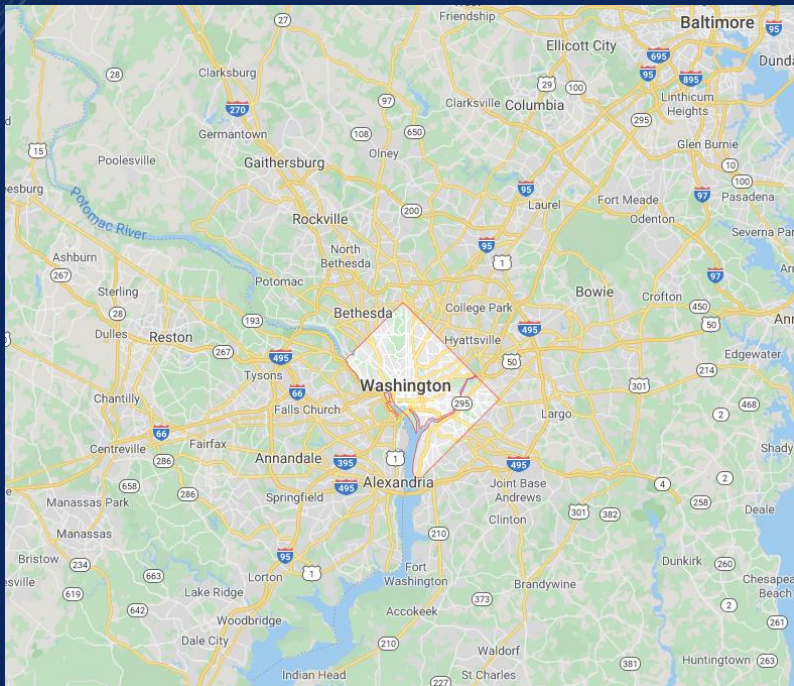 Friendship
27
Baltimore
95
Ellicott City
695
95
895
28
Clarksburg
270
97
Clarksville
29
100
Columbia
Linthicum
Heights
295
Germantown
108
650
Olney
Glen Burnie
15
Poolesville
Gaithersburg
10
100
95
97
Pasadena
Potomac River
Rockville
200
Laurel
Fort Meade
Odenton
North
Bethesda
95
1
97
Ashburn
267
Sterling
Potomac
Bowie
Crofton
450
28
Dulles
193
Bethesda
College Park
50
Reston
267
495
Hyattsville
495
50
Edgewater
Tysons
66
Washington
301
214
Chantilly
Falls Church
295
Largo
468
2
66
Centreville
286
Fairfax
Annandale
395
1
495
Alexandria
495
Joint Base
Andrews
4
2
658
286
Springfield
301
382
258
Deale
Manassas Park
Manassas
210
Clinton
95
Bristow
234
Lorton
1
Fort
Washington
Dunkirk
260
663
619
Lake Ridge
Brandywine
Beach
642
Woodbridge
373
2
Accokeek
261
Dale City
210
Waldorf
381
Huntingtown
263
Indian Head
227
St Charles